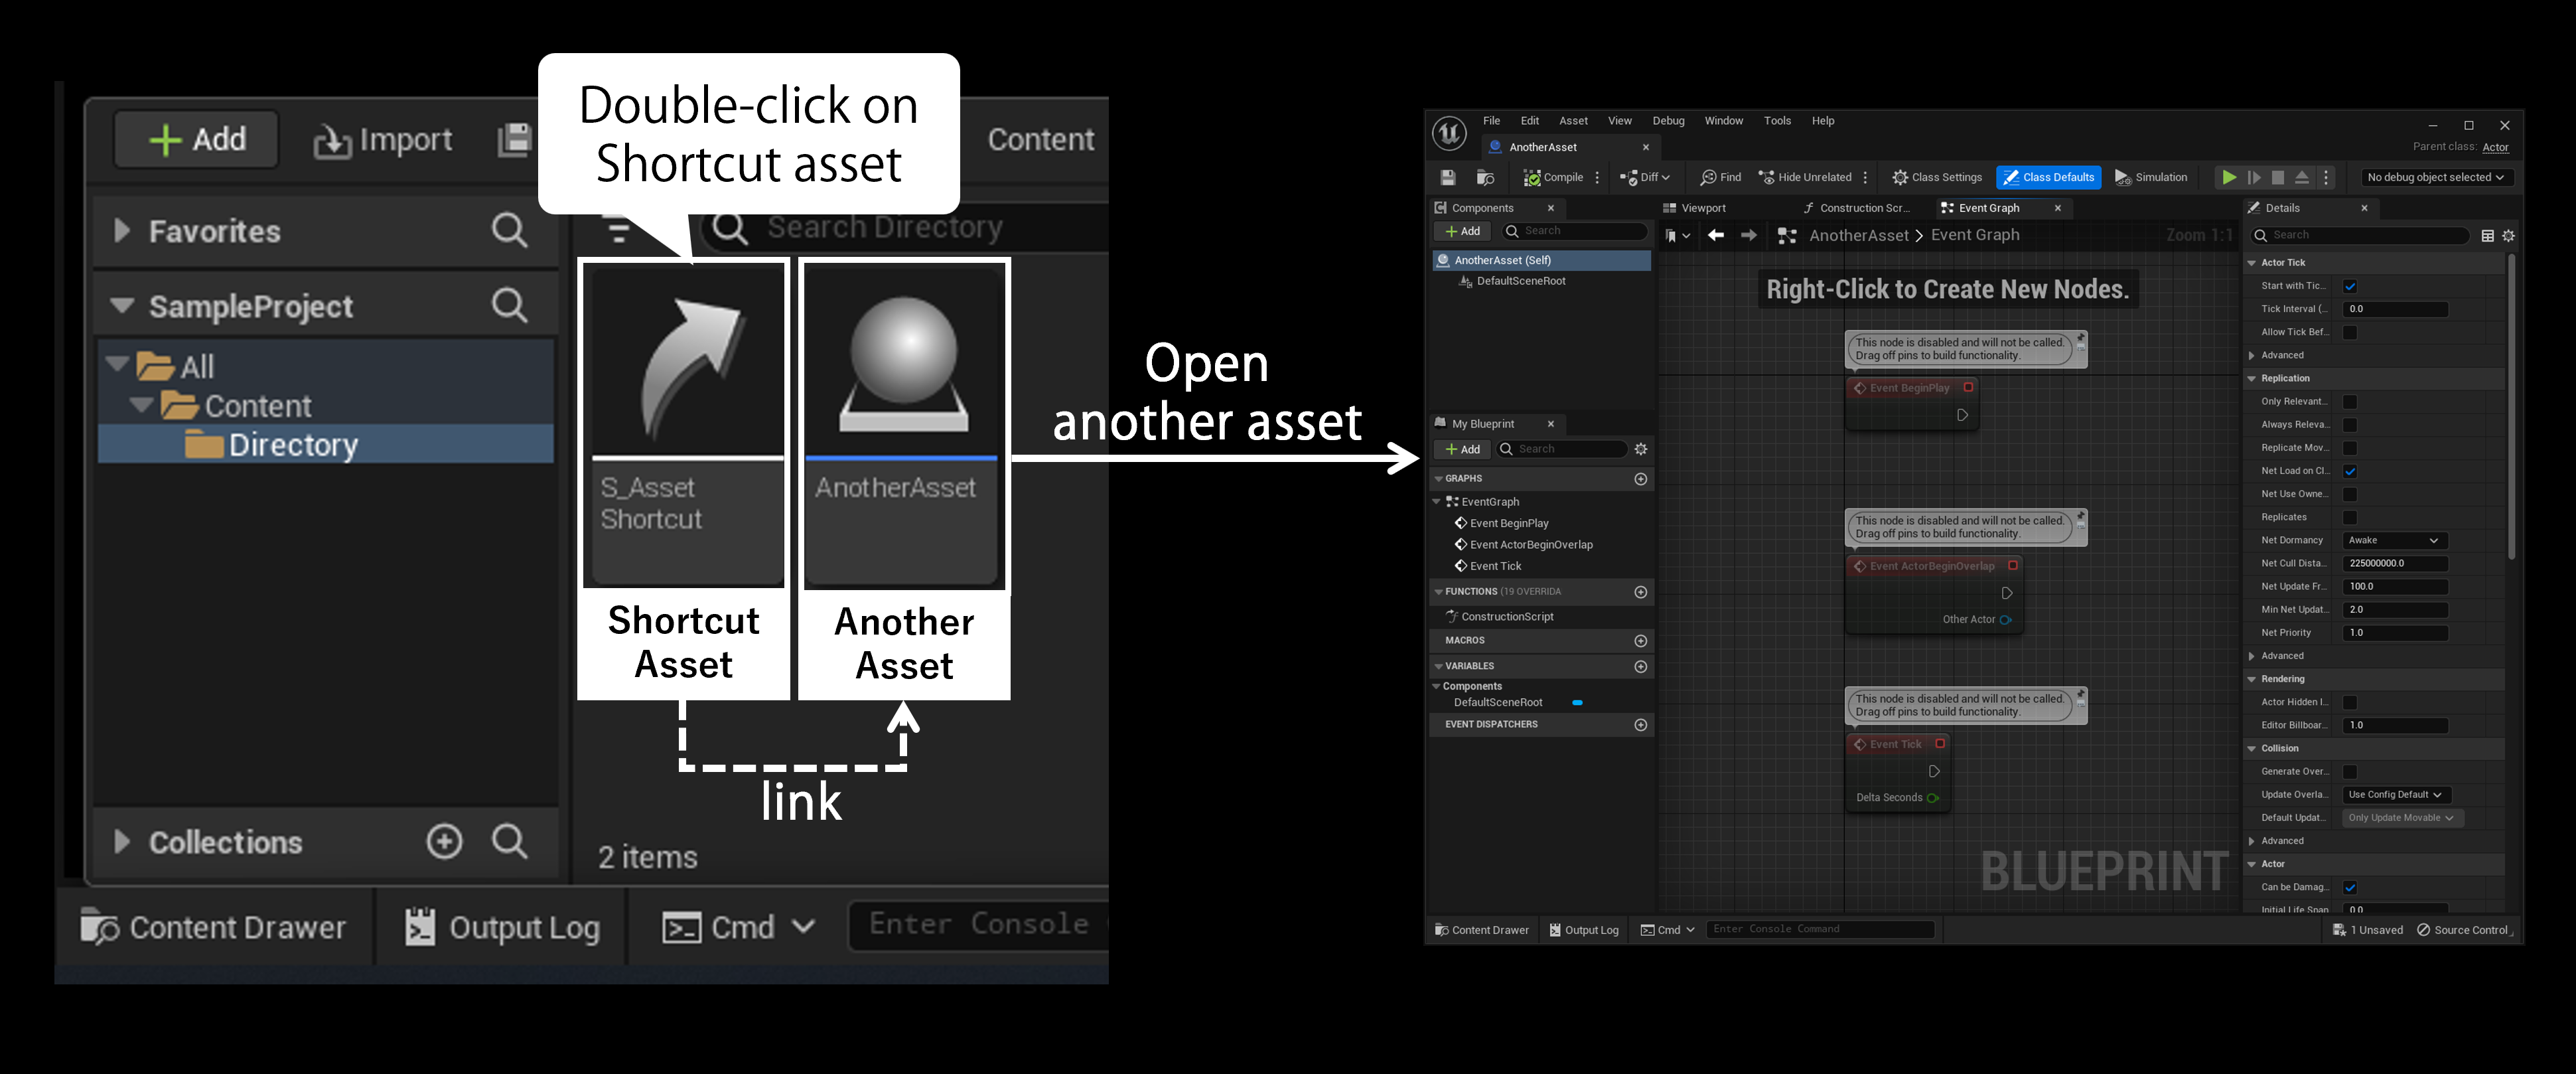 Double-click on
Shortcut asset
Add
Import
Content
Favorites
Search Directory
SampleProject
All
Content
Directory
S_Asset
Shortcut
AnotherAsset
Shortcut
Asset
Another
Asset
link
Collections
2 items
Content Drawer
Output Log
Cmd
Enter Console
Open
another asset
File Edit Asset View Debug Window Tools Help
AnotherAsset
Parent class: Actor
Compile
Diff
Find
Hide Unrelated
Class Settings
Class Defaults
Simulation
No debug object selected
Components
Add
Search
AnotherAsset (Self)
DefaultSceneRoot
My Blueprint
Add
Search
GRAPHS
EventGraph
Event BeginPlay
Event ActorBeginOverlap
Event Tick
FUNCTIONS (19 OVERRIDA
ConstructionScript
MACROS
VARIABLES
Components
DefaultSceneRoot
EVENT DISPATCHERS
Viewport
Construction Scr...
Event Graph
AnotherAsset > Event Graph
Zoom 1:1
Right-Click to Create New Nodes.
This node is disabled and will not be called.
Drag off pins to build functionality.
Event BeginPlay
This node is disabled and will not be called.
Drag off pins to build functionality.
Event ActorBeginOverlap
Other Actor
This node is disabled and will not be called.
Drag off pins to build functionality.
Event Tick
Delta Seconds
BLUEPRINT
Details
Search
Actor Tick
Start with Tic...
Tick Interval (... 0.0
Allow Tick Bef...
Advanced
Replication
Only Relevant...
Always Releva...
Replicate Mov...
Net Load on Cl...
Net Use Owne...
Replicates
Net Dormancy Awake
Net Cull Dista... 225000000.0
Net Update Fr... 100.0
Min Net Updat... 2.0
Net Priority 1.0
Advanced
Rendering
Actor Hidden I...
Editor Billboar... 1.0
Collision
Generate Over...
Update Overla... Use Config Default
Default Updat... Only Update Movable
Advanced
Actor
Can be Damag...
Initial Life Span 0.0
Content Drawer
Output Log
Cmd
Enter Console Command
1 Unsaved
Source Control